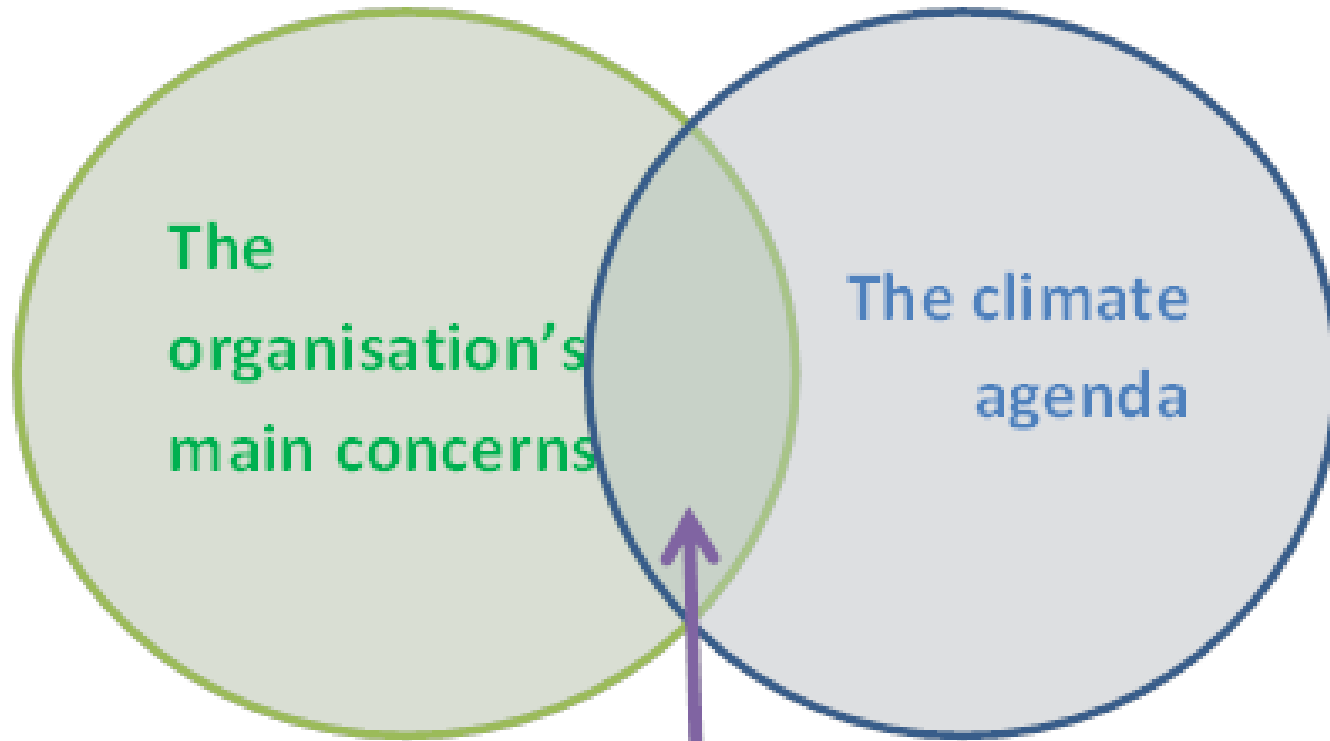 The
organisation’s
main concerns
The climate
agenda